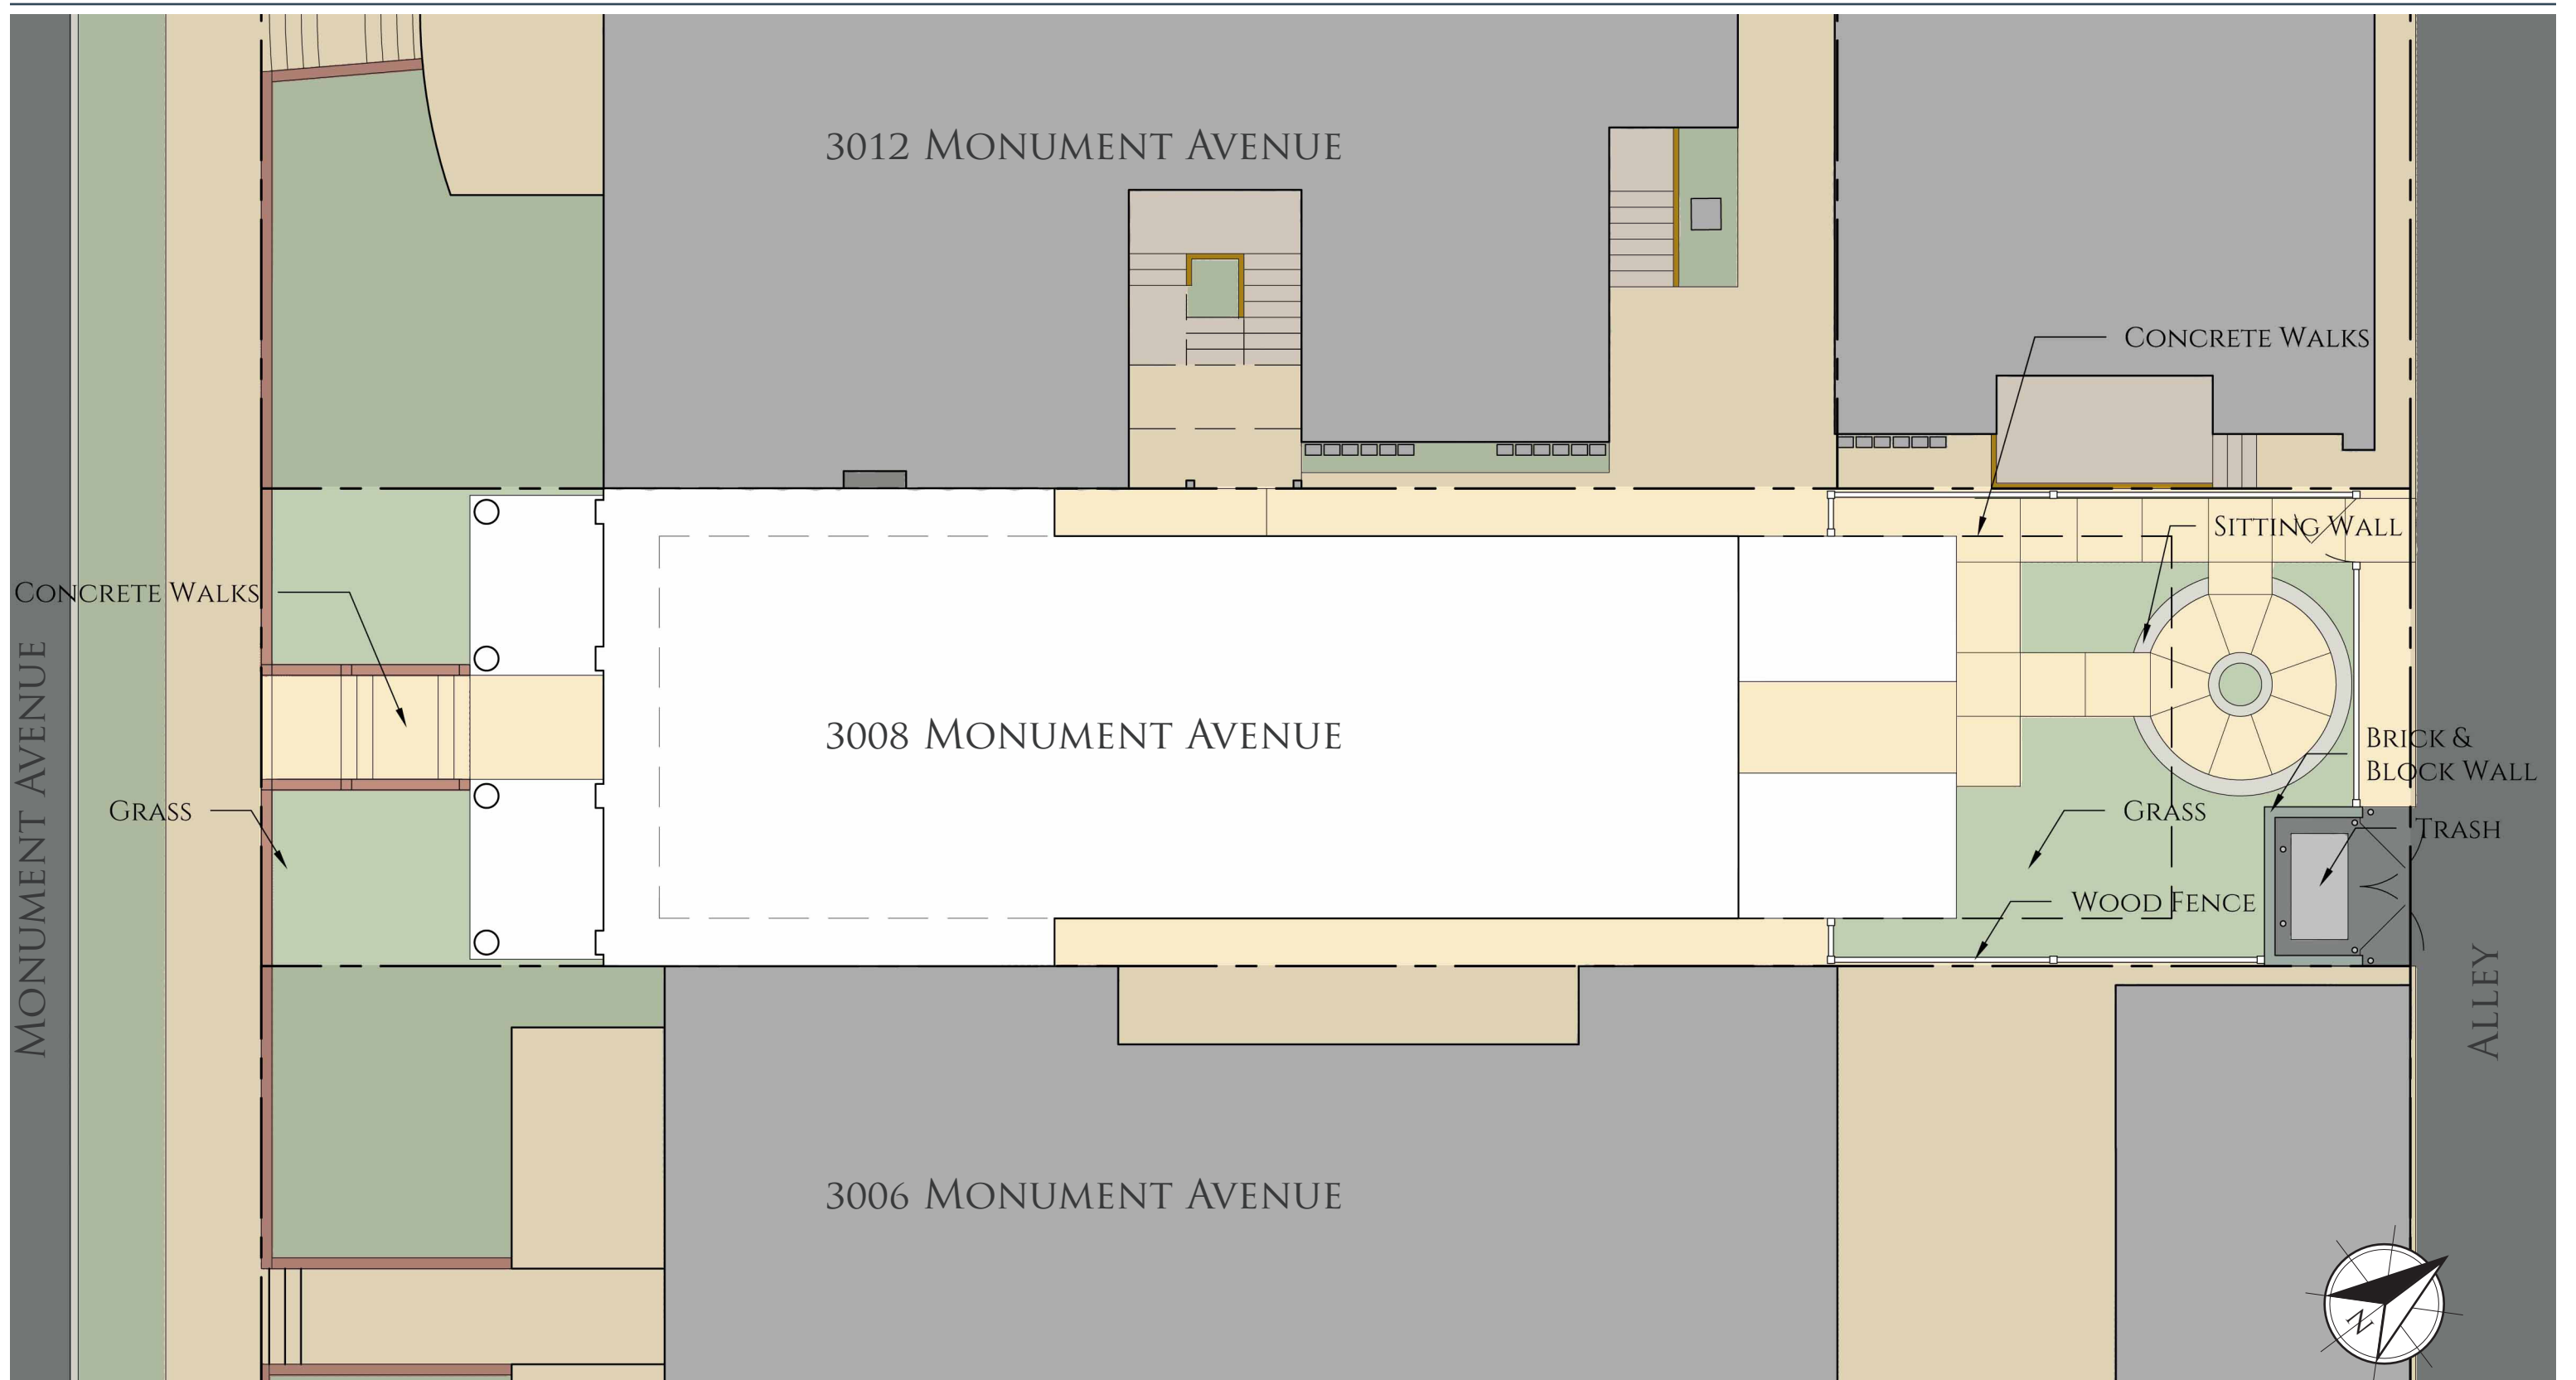 3012 Monument Avenue
Concrete Walks
Sitting Wall
Concrete Walks
Monument Avenue
3008 Monument Avenue
Brick &
Block Wall
Grass
Grass
Trash
Wood Fence
Alley
3006 Monument Avenue
N